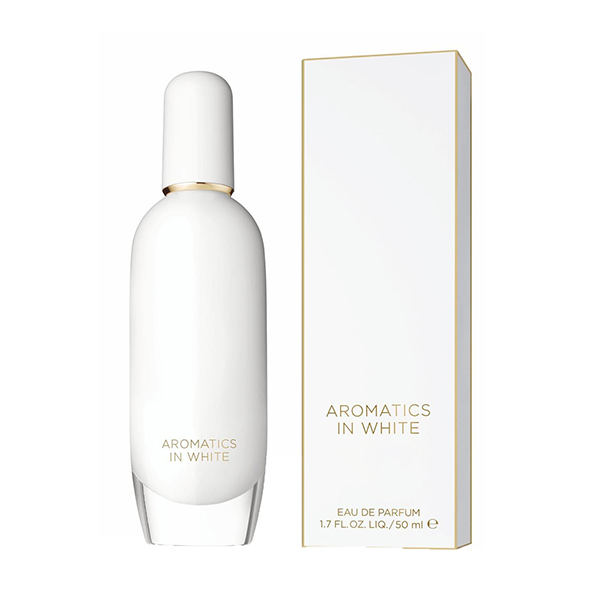 AROMATICS
IN WHITE
AROMATICS
IN WHITE
EAU DE PARFUM
1.7 FL. OZ. LIQ./50 ml ℮